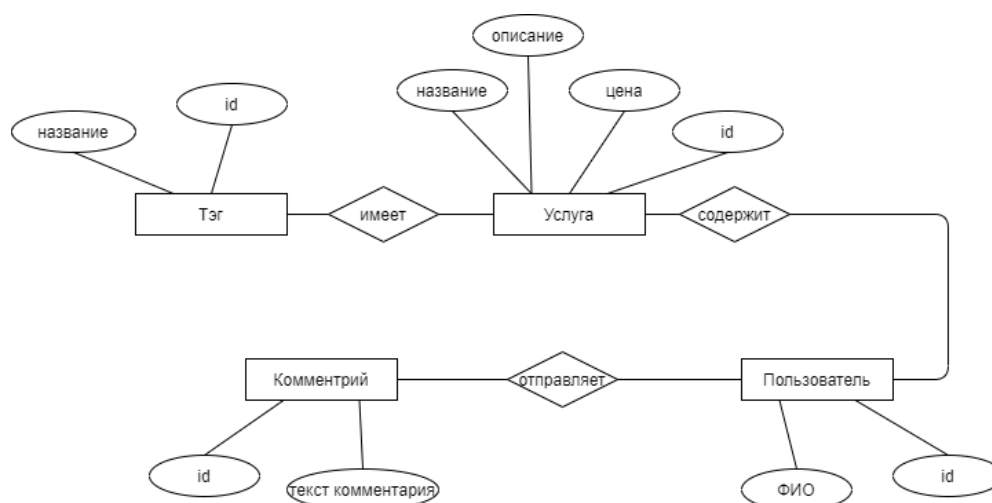 описание
название
цена
id
название
id
Тэг
имеет
Услуга
содержит
Комментрий
отправляет
Пользователь
id
текст комментария
ФИО
id